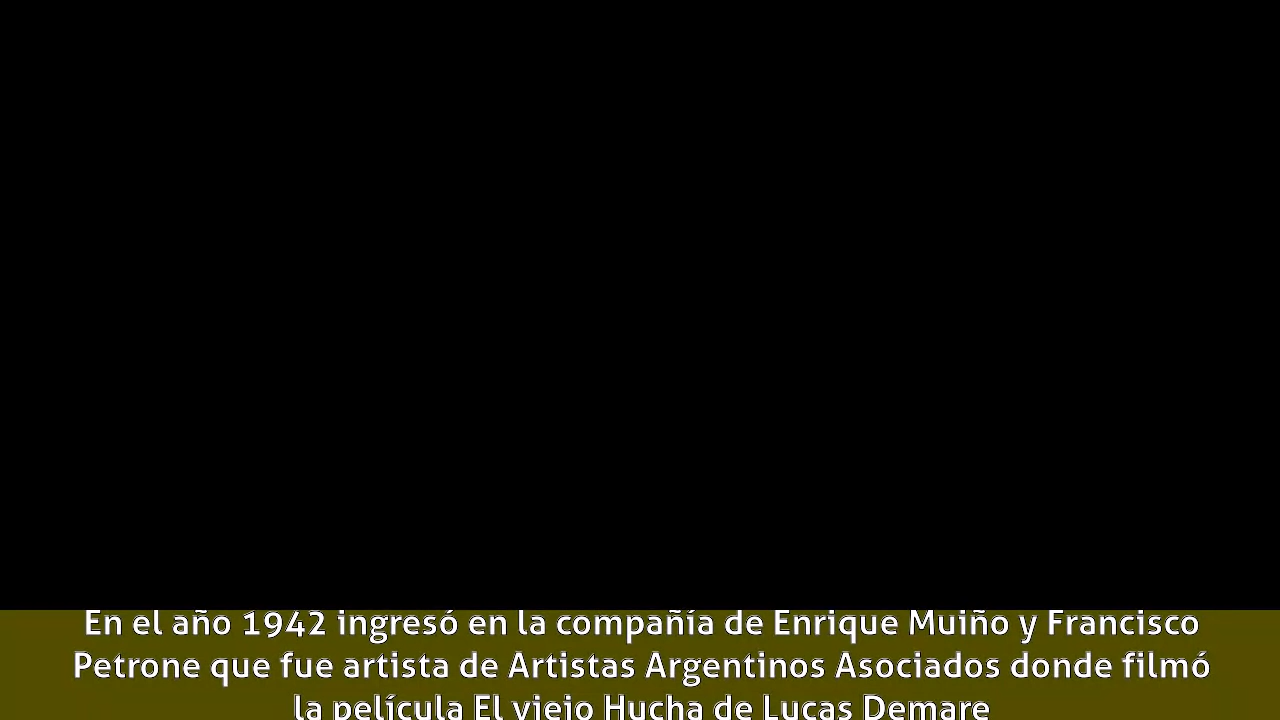 En el año 1942 ingresó en la compañía de Enrique Muiño y Francisco
Petrone que fue artista de Artistas Argentinos Asociados donde filmó
la película El viejo Hucha de Lucas Demare